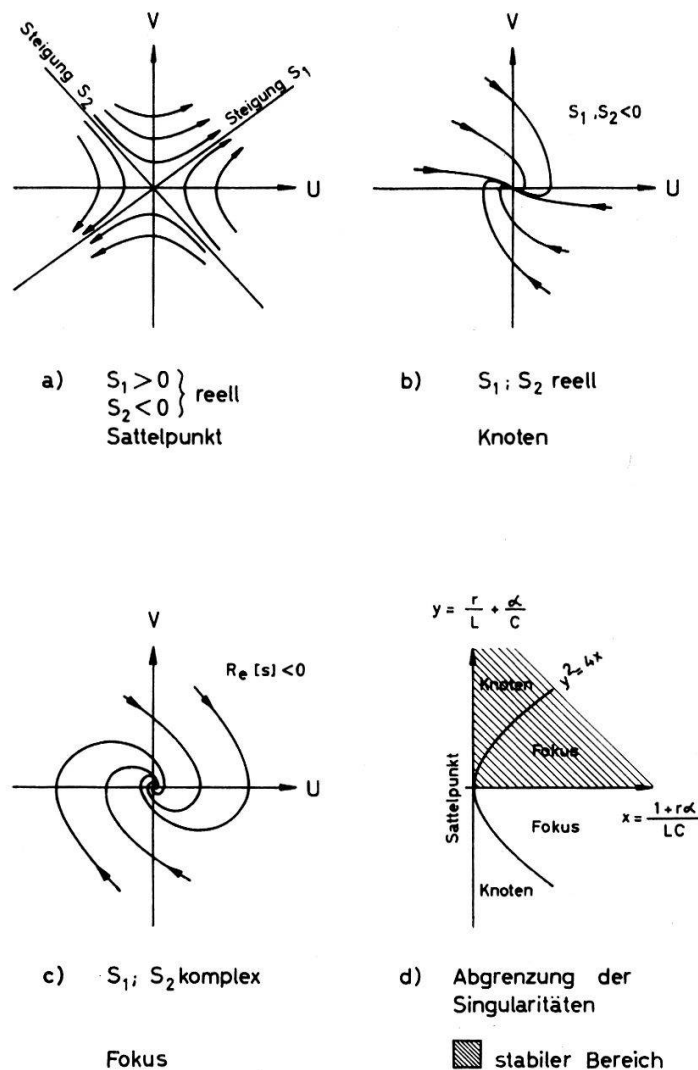 V
Steigung S₂
Steigung S₁
U
a) S₁ > 0 } reell
S₂ < 0
Sattelpunkt
V
S₁, S₂<0
U
b) S₁; S₂ reell
Knoten
V
Re [s] <0
U
c) S₁; S₂ komplex
Fokus
y = r/L + α/C
Knoten
y²=4x
Fokus
Sattelpunkt
x = (1+rα)/LC
Fokus
Knoten
d) Abgrenzung der
Singularitäten
stabiler Bereich